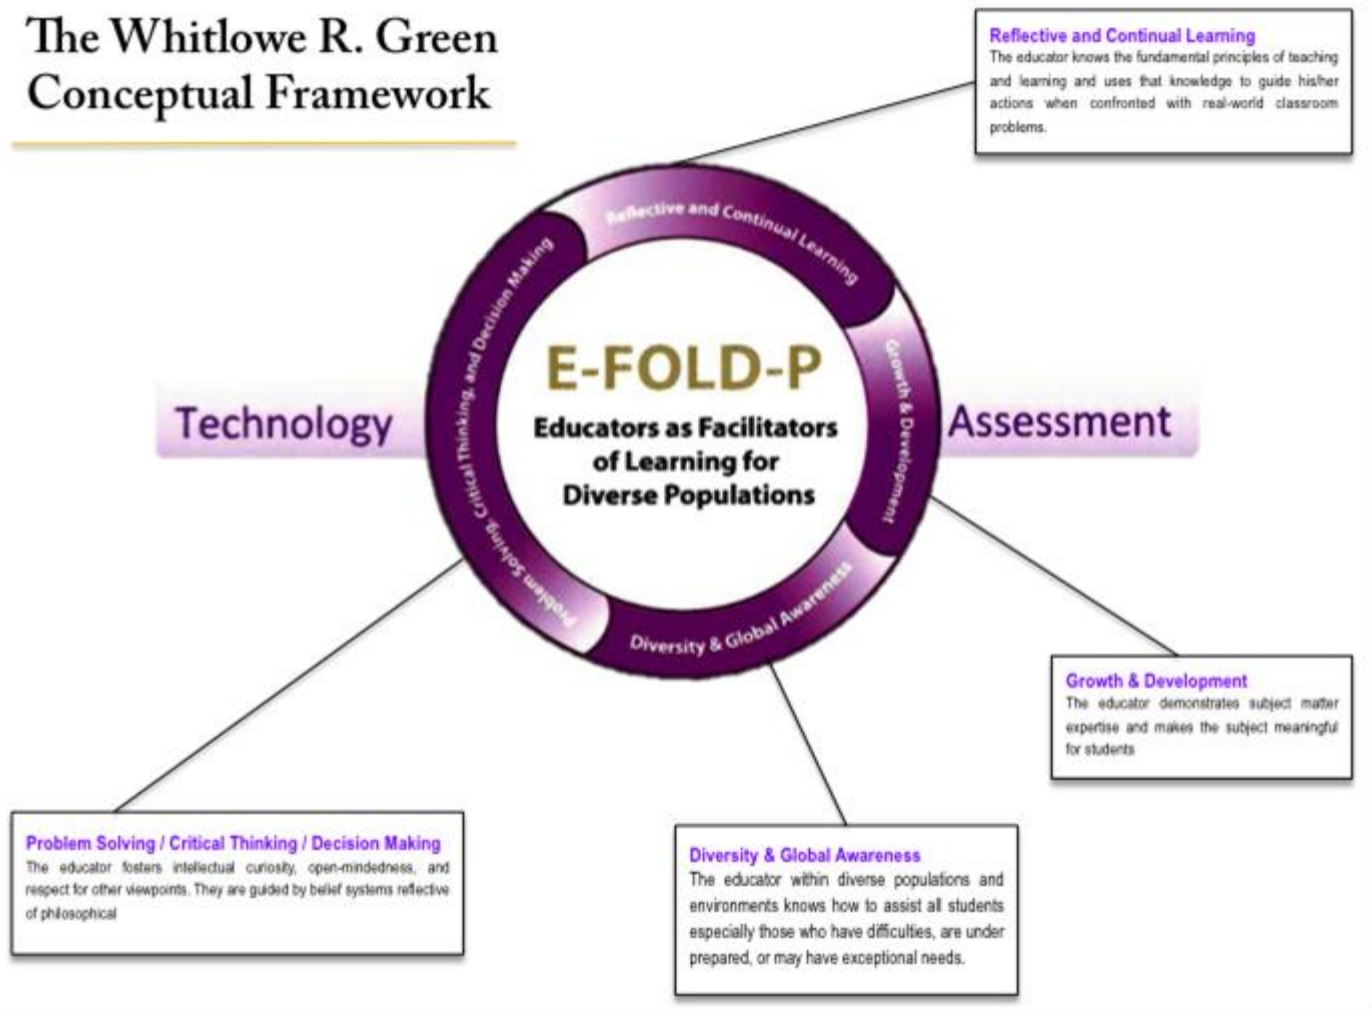 The Whitlowe R. Green
Conceptual Framework
Reflective and Continual Learning
The educator knows the fundamental principles of teaching
and learning and uses that knowledge to guide his/her
actions when confronted with real-world classroom
problems.
Reflective and Continual Learning
Problem Solving, Critical Thinking, and Decision Making
Growth & Development
Diversity & Global Awareness
E-FOLD-P
Educators as Facilitators
of Learning for
Diverse Populations
Technology
Assessment
Growth & Development
The educator demonstrates subject matter
expertise and makes the subject meaningful
for students
Problem Solving / Critical Thinking / Decision Making
The educator fosters intellectual curiosity, open-mindedness, and
respect for other viewpoints. They are guided by belief systems reflective
of philosophical
Diversity & Global Awareness
The educator within diverse populations and
environments knows how to assist all students
especially those who have difficulties, are under
prepared, or may have exceptional needs.